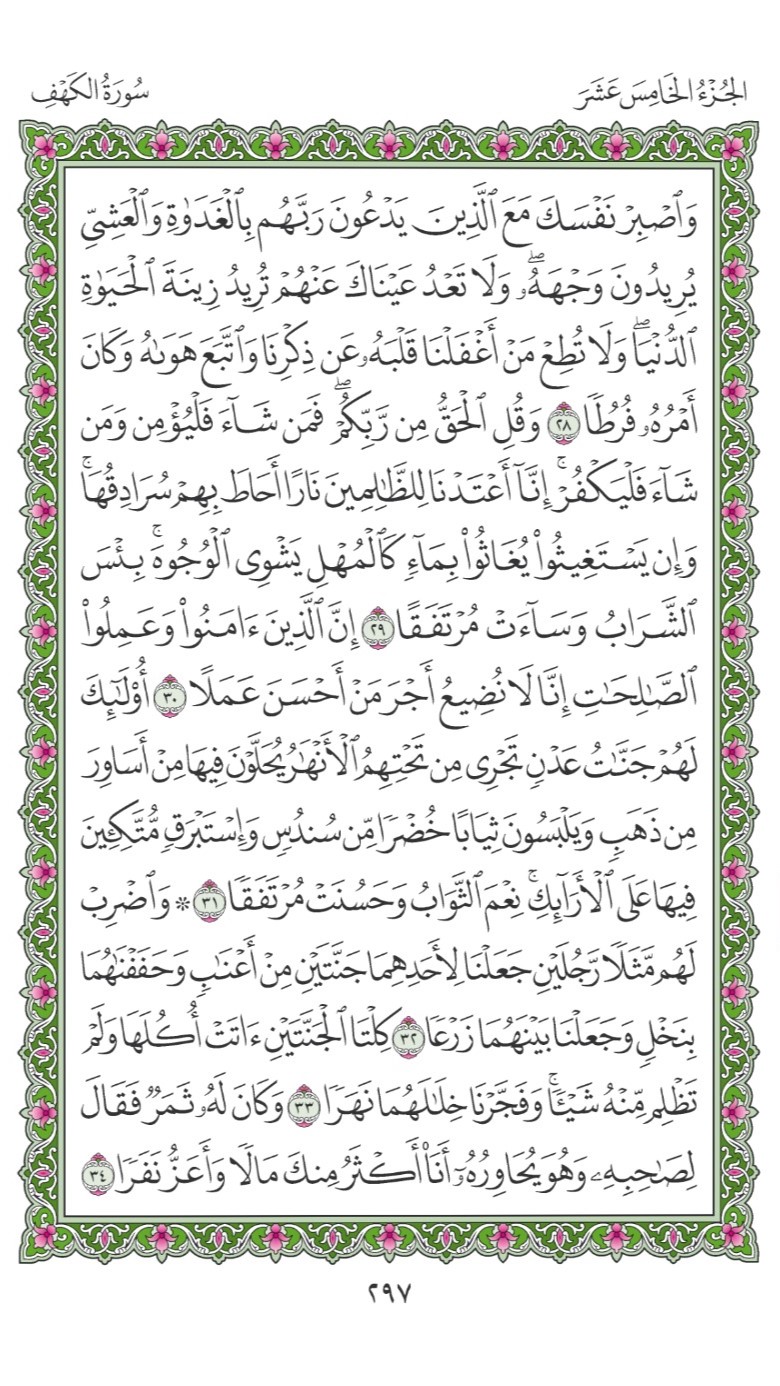 الجُزْءُ الخَامِسَ عَشَرَ
سُورَةُ الكَهْفِ
وَٱصْبِرْ نَفْسَكَ مَعَ ٱلَّذِينَ يَدْعُونَ رَبَّهُم بِٱلْغَدَوٰةِ وَٱلْعَشِىِّ
يُرِيدُونَ وَجْهَهُۥۖ وَلَا تَعْدُ عَيْنَاكَ عَنْهُمْ تُرِيدُ زِينَةَ ٱلْحَيَوٰةِ
ٱلدُّنْيَاۖ وَلَا تُطِعْ مَنْ أَغْفَلْنَا قَلْبَهُۥ عَن ذِكْرِنَا وَٱتَّبَعَ هَوَىٰهُ وَكَانَ
أَمْرُهُۥ فُرُطًا ٢٨ وَقُلِ ٱلْحَقُّ مِن رَّبِّكُمْۖ فَمَن شَآءَ فَلْيُؤْمِن وَمَن
شَآءَ فَلْيَكْفُرْۚ إِنَّآ أَعْتَدْنَا لِلظَّٰلِمِينَ نَارًا أَحَاطَ بِهِمْ سُرَادِقُهَاۚ
وَإِن يَسْتَغِيثُوا۟ يُغَاثُوا۟ بِمَآءٍ كَٱلْمُهْلِ يَشْوِى ٱلْوُجُوهَۚ بِئْسَ
ٱلشَّرَابُ وَسَآءَتْ مُرْتَفَقًا ٢٩ إِنَّ ٱلَّذِينَ ءَامَنُوا۟ وَعَمِلُوا۟
ٱلصَّٰلِحَٰتِ إِنَّا لَا نُضِيعُ أَجْرَ مَنْ أَحْسَنَ عَمَلًا ٣٠ أُو۟لَٰٓئِكَ
لَهُمْ جَنَّٰتُ عَدْنٍ تَجْرِى مِن تَحْتِهِمُ ٱلْأَنْهَٰرُ يُحَلَّوْنَ فِيهَا مِنْ أَسَاوِرَ
مِن ذَهَبٍ وَيَلْبَسُونَ ثِيَابًا خُضْرًا مِّن سُندُسٍ وَإِسْتَبْرَقٍ مُّتَّكِـِٔينَ
فِيهَا عَلَى ٱلْأَرَآئِكِۚ نِعْمَ ٱلثَّوَابُ وَحَسُنَتْ مُرْتَفَقًا ٣١ * وَٱضْرِبْ
لَهُم مَّثَلًا رَّجُلَيْنِ جَعَلْنَا لِأَحَدِهِمَا جَنَّتَيْنِ مِنْ أَعْنَٰبٍ وَحَفَفْنَٰهُمَا
بِنَخْلٍ وَجَعَلْنَا بَيْنَهُمَا زَرْعًا ٣٢ كِلْتَا ٱلْجَنَّتَيْنِ ءَاتَتْ أُكُلَهَا وَلَمْ
تَظْلِم مِّنْهُ شَيْـًٔاۚ وَفَجَّرْنَا خِلَٰلَهُمَا نَهَرًا ٣٣ وَكَانَ لَهُۥ ثَمَرٌ فَقَالَ
لِصَٰحِبِهِۦ وَهُوَ يُحَاوِرُهُۥٓ أَنَا۠ أَكْثَرُ مِنكَ مَالًا وَأَعَزُّ نَفَرًا ٣٤
٢٩٧